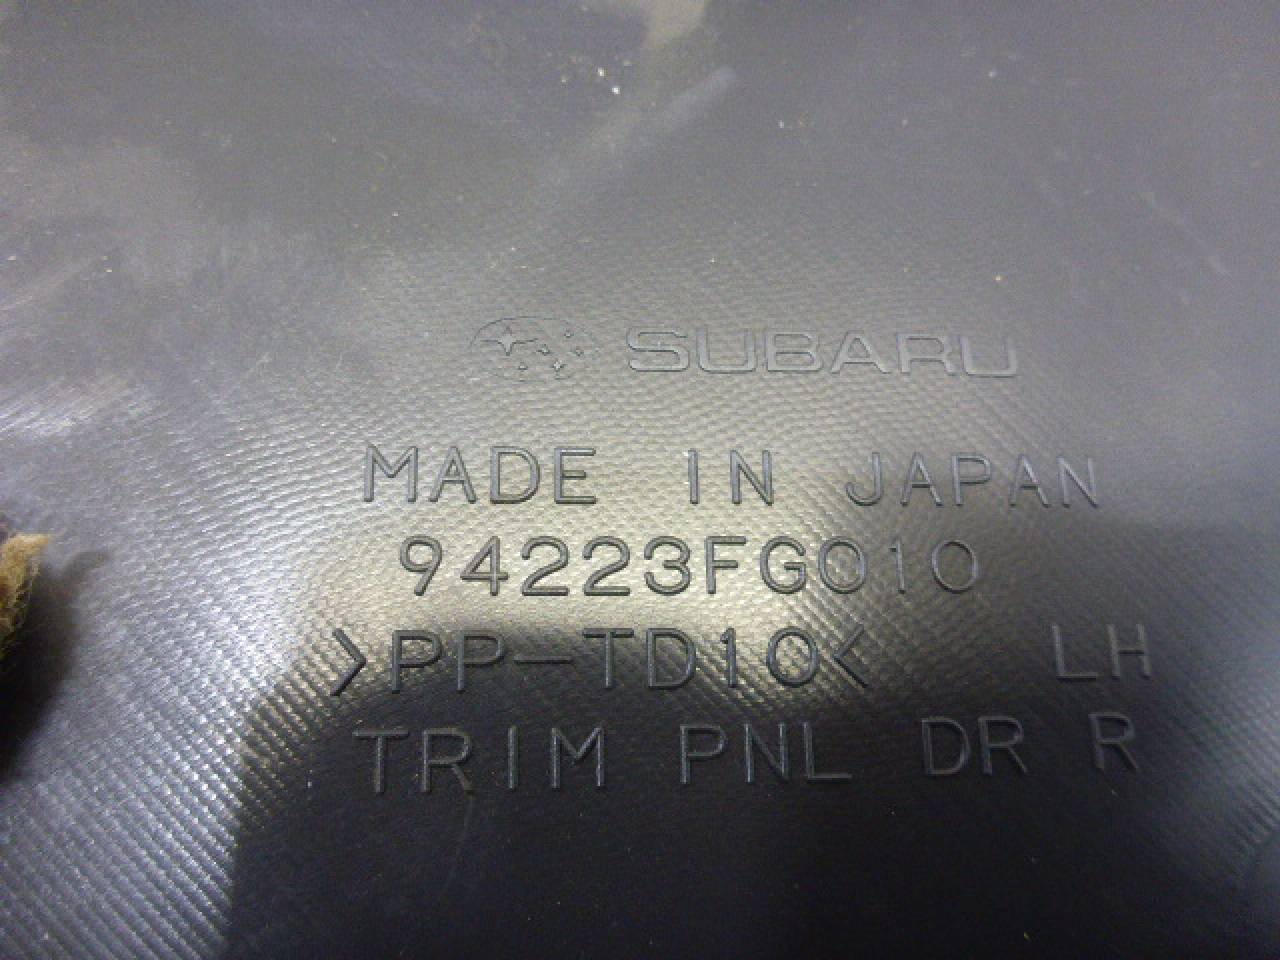 SUBARU
MADE IN JAPAN
94223FG010
>PP-TD10< LH
TRIM PNL DR R